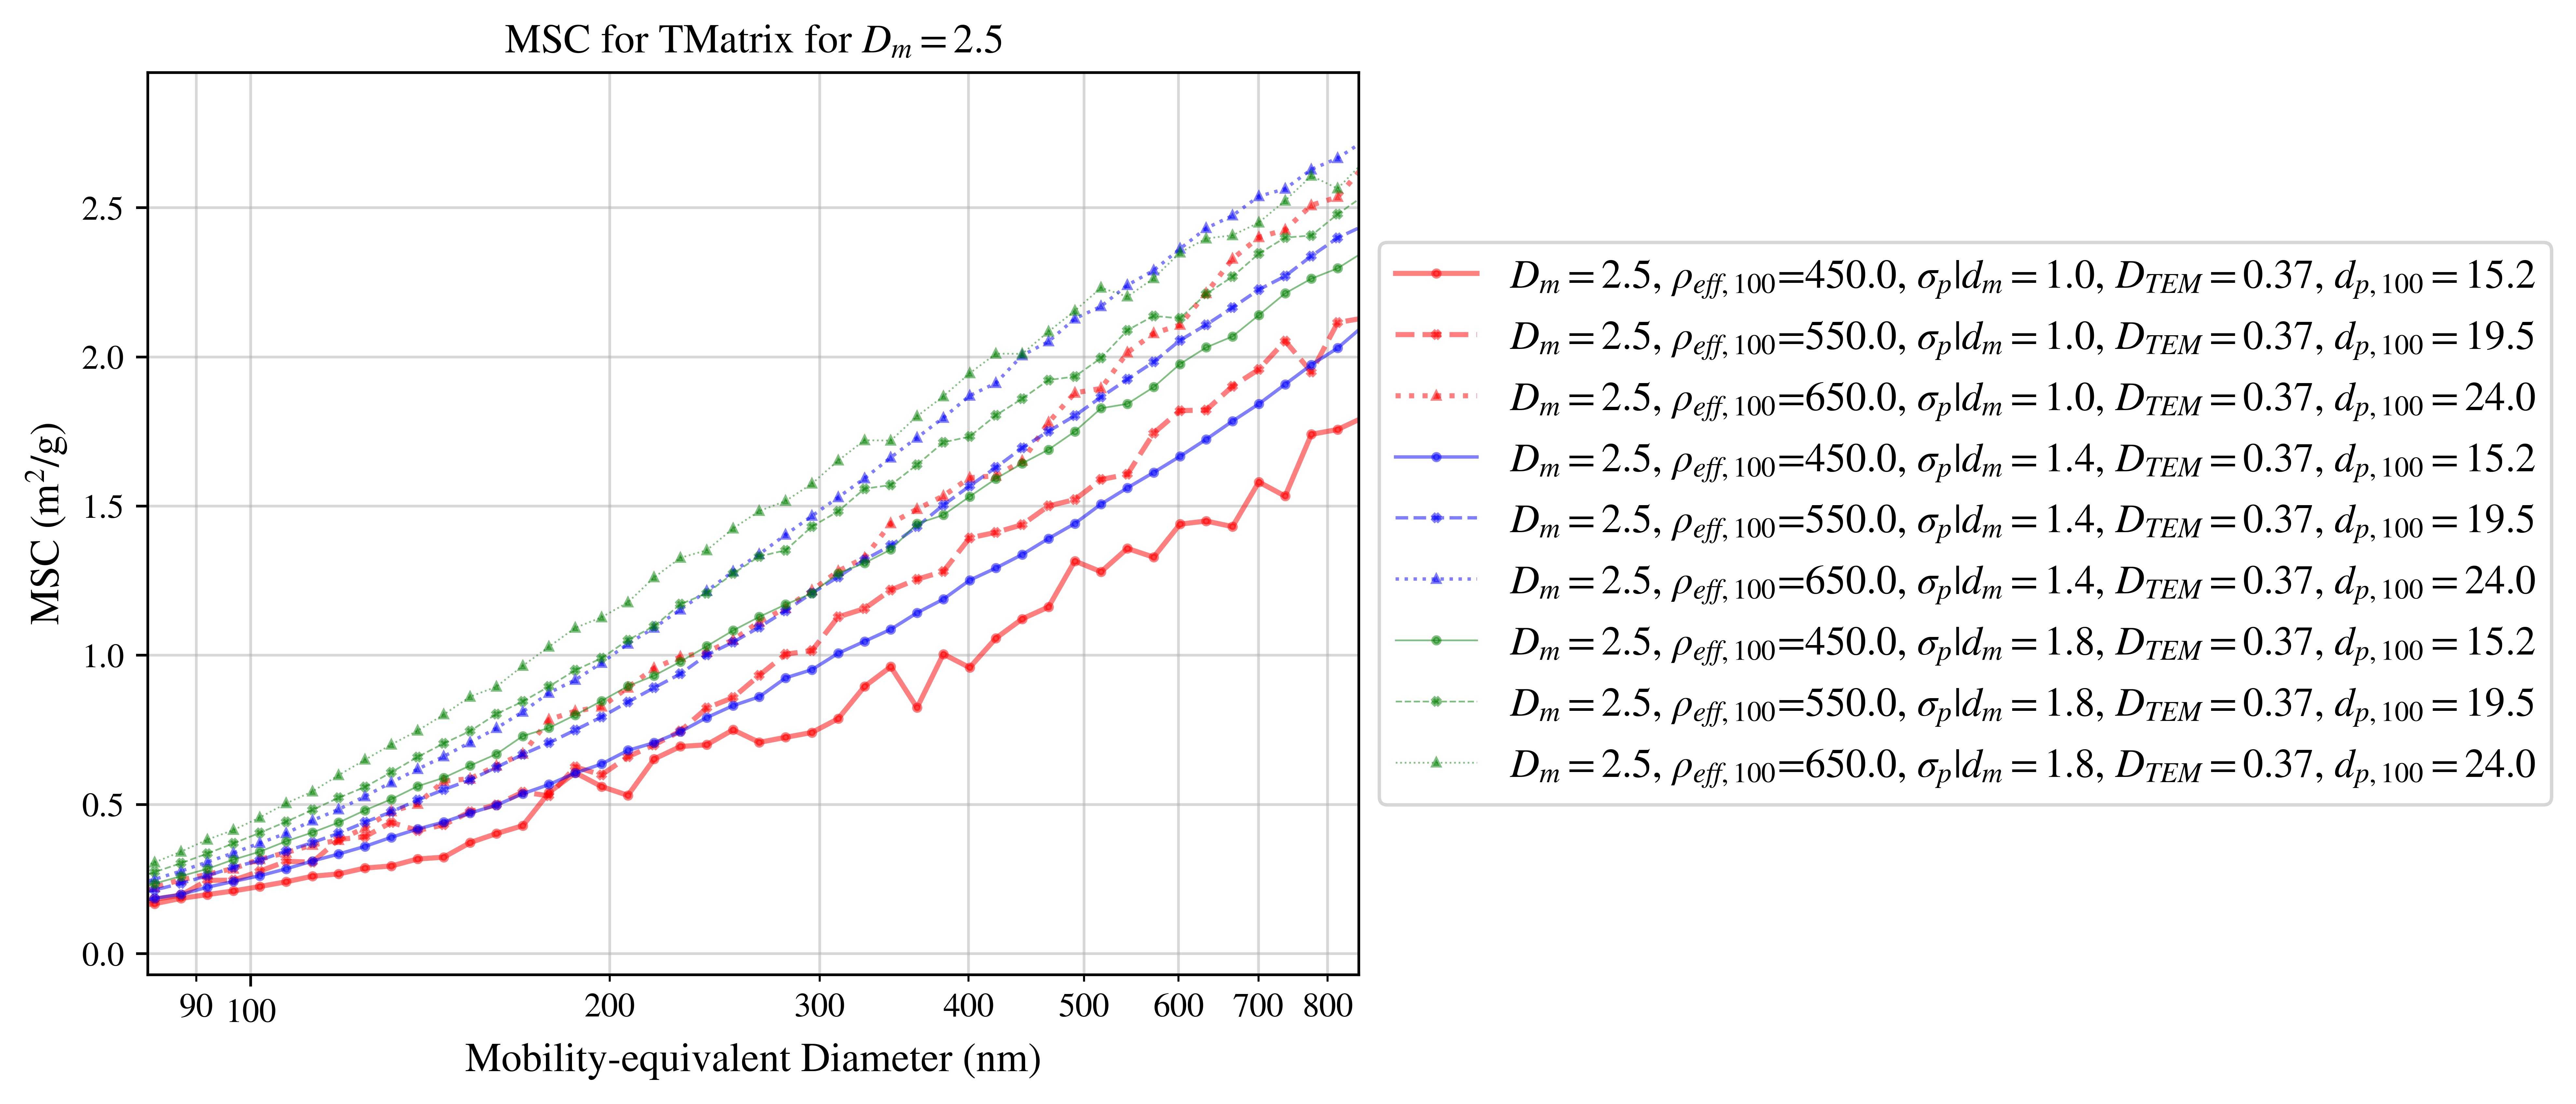 MSC for TMatrix for Dₘ = 2.5
MSC (m²/g)
2.5
2.0
1.5
1.0
0.5
0.0
90 100 200 300 400 500 600 700 800
Mobility-equivalent Diameter (nm)
D_m = 2.5, ρ_eff,100=450.0, σ_p|d_m = 1.0, D_TEM = 0.37, d_p,100 = 15.2
D_m = 2.5, ρ_eff,100=550.0, σ_p|d_m = 1.0, D_TEM = 0.37, d_p,100 = 19.5
D_m = 2.5, ρ_eff,100=650.0, σ_p|d_m = 1.0, D_TEM = 0.37, d_p,100 = 24.0
D_m = 2.5, ρ_eff,100=450.0, σ_p|d_m = 1.4, D_TEM = 0.37, d_p,100 = 15.2
D_m = 2.5, ρ_eff,100=550.0, σ_p|d_m = 1.4, D_TEM = 0.37, d_p,100 = 19.5
D_m = 2.5, ρ_eff,100=650.0, σ_p|d_m = 1.4, D_TEM = 0.37, d_p,100 = 24.0
D_m = 2.5, ρ_eff,100=450.0, σ_p|d_m = 1.8, D_TEM = 0.37, d_p,100 = 15.2
D_m = 2.5, ρ_eff,100=550.0, σ_p|d_m = 1.8, D_TEM = 0.37, d_p,100 = 19.5
D_m = 2.5, ρ_eff,100=650.0, σ_p|d_m = 1.8, D_TEM = 0.37, d_p,100 = 24.0